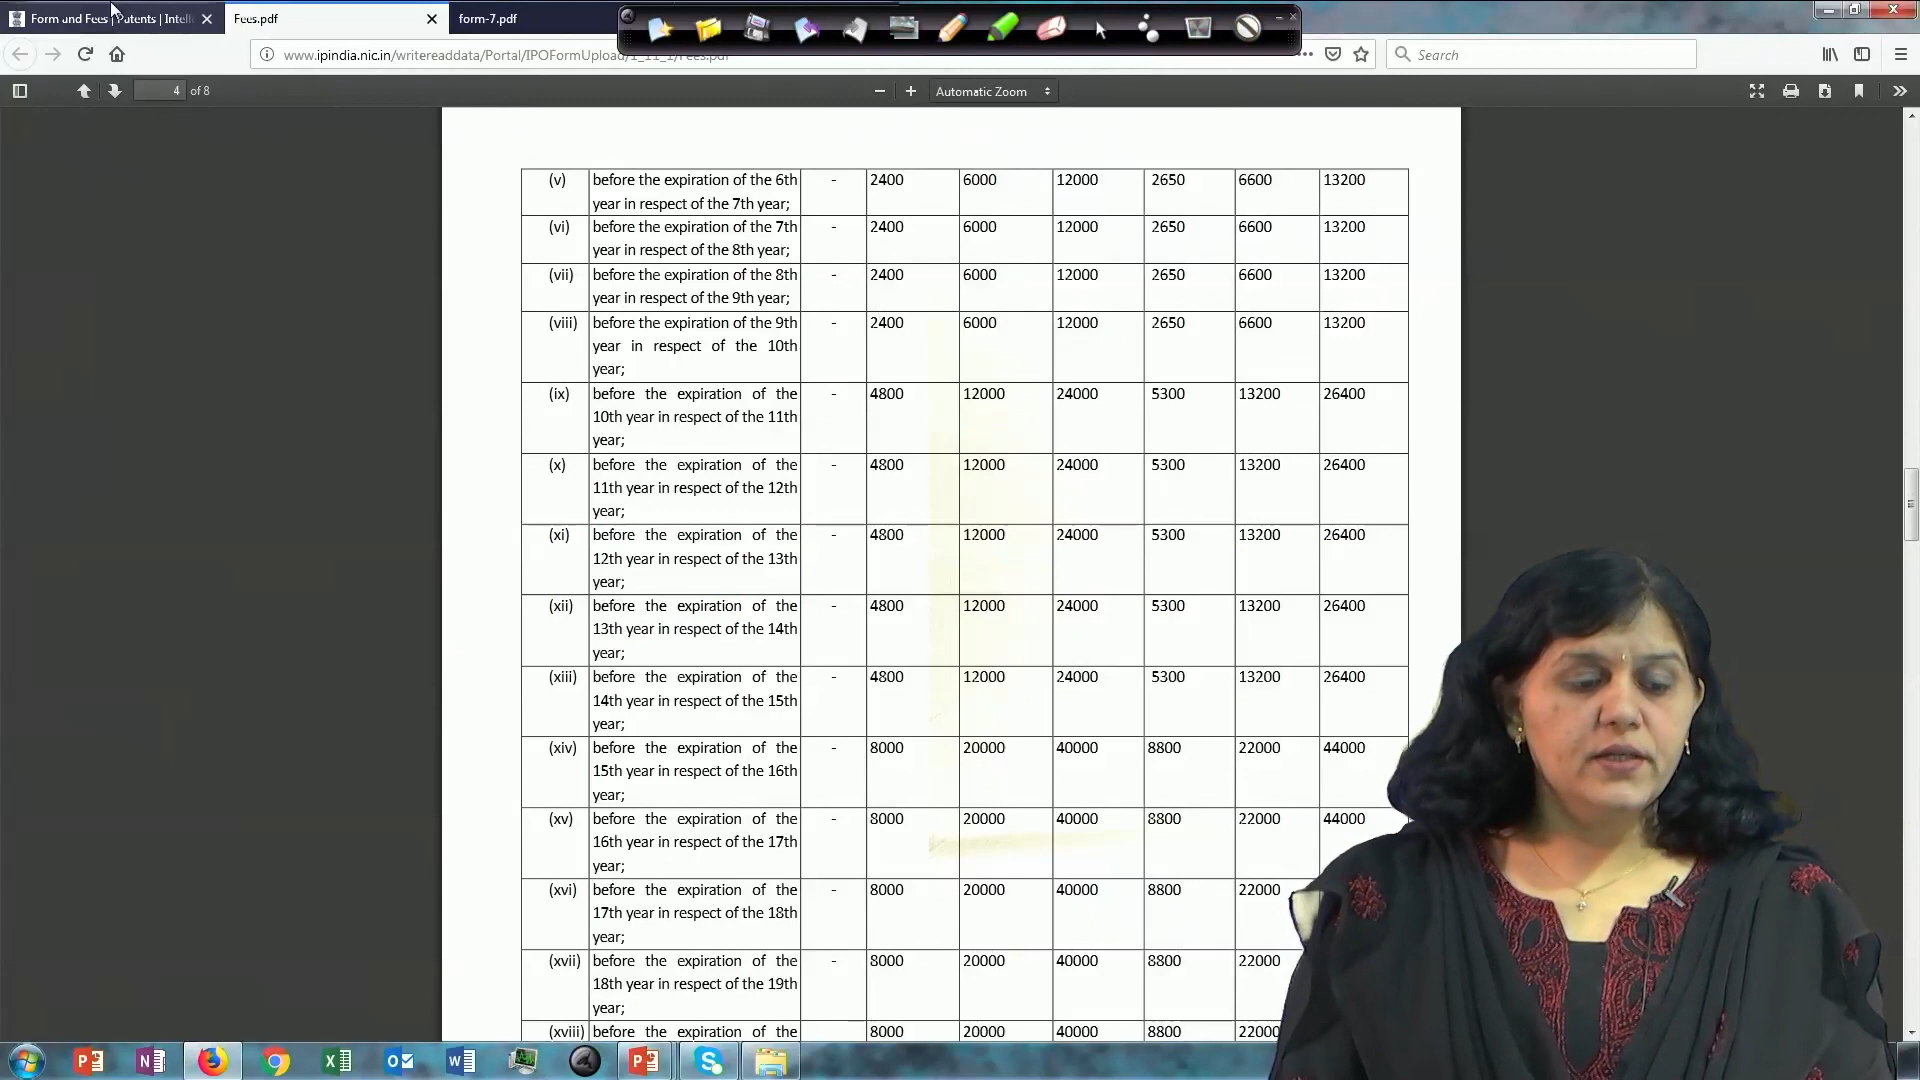 Form and Fees | Patents | Intell
Fees.pdf
form-7.pdf
www.ipindia.nic.in/writereaddata/Portal/IPOFormUpload/1_11_1/Fees.pdf
Search
4 of 8
Automatic Zoom
(v) before the expiration of the 6th - 2400 6000 12000 2650 6600 13200
year in respect of the 7th year;
(vi) before the expiration of the 7th - 2400 6000 12000 2650 6600 13200
year in respect of the 8th year;
(vii) before the expiration of the 8th - 2400 6000 12000 2650 6600 13200
year in respect of the 9th year;
(viii) before the expiration of the 9th - 2400 6000 12000 2650 6600 13200
year in respect of the 10th
year;
(ix) before the expiration of the - 4800 12000 24000 5300 13200 26400
10th year in respect of the 11th
year;
(x) before the expiration of the - 4800 12000 24000 5300 13200 26400
11th year in respect of the 12th
year;
(xi) before the expiration of the - 4800 12000 24000 5300 13200 26400
12th year in respect of the 13th
year;
(xii) before the expiration of the - 4800 12000 24000 5300 13200 26400
13th year in respect of the 14th
year;
(xiii) before the expiration of the - 4800 12000 24000 5300 13200 26400
14th year in respect of the 15th
year;
(xiv) before the expiration of the - 8000 20000 40000 8800 22000 44000
15th year in respect of the 16th
year;
(xv) before the expiration of the - 8000 20000 40000 8800 22000 44000
16th year in respect of the 17th
year;
(xvi) before the expiration of the - 8000 20000 40000 8800 22000
17th year in respect of the 18th
year;
(xvii) before the expiration of the - 8000 20000 40000 8800 22000
18th year in respect of the 19th
year;
(xviii) before the expiration of the 8000 20000 40000 8800 22000